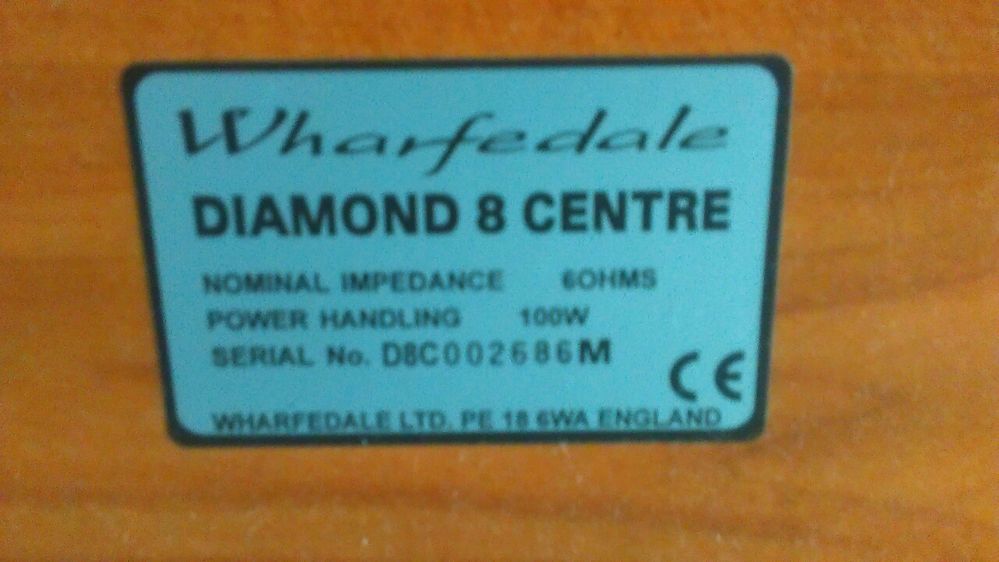 Wharfedale
DIAMOND 8 CENTRE
NOMINAL IMPEDANCE 6OHMS
POWER HANDLING 100W
SERIAL No. D8C002686M
CE
WHARFEDALE LTD. PE 18 6WA ENGLAND